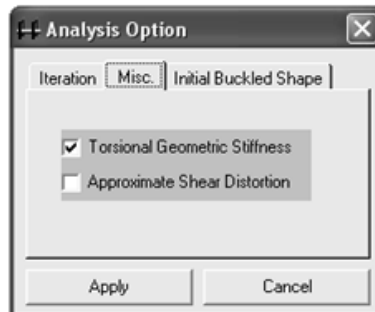 Analysis Option
Iteration Misc. Initial Buckled Shape
Torsional Geometric Stiffness
Approximate Shear Distortion
Apply Cancel